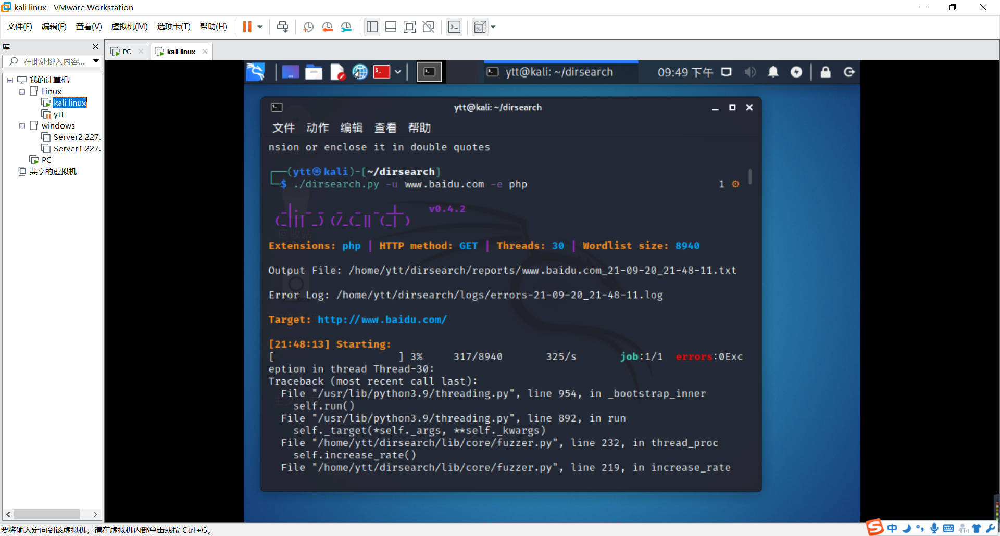 kali linux - VMware Workstation
文件(F) 编辑(E) 查看(V) 虚拟机(M) 选项卡(T) 帮助(H)
库
PC
kali linux
在此处键入内容...
我的计算机
Linux
kali linux
ytt
windows
Server2 227.
Server1 227.
PC
共享的虚拟机
ytt@kali: ~/dirsearch
09:49 下午
ytt@kali: ~/dirsearch
文件 动作 编辑 查看 帮助
nsion or enclose it in double quotes
┌──(ytt㉿kali)-[~/dirsearch]
└─$ ./dirsearch.py -u www.baidu.com -e php
1 ⚙
v0.4.2
回收站
Extensions: php | HTTP method: GET | Threads: 30 | Wordlist size: 8940
Output File: /home/ytt/dirsearch/reports/www.baidu.com_21-09-20_21-48-11.txt
Error Log: /home/ytt/dirsearch/logs/errors-21-09-20_21-48-11.log
Target: http://www.baidu.com/
[21:48:13] Starting:
[ ] 3% 317/8940 325/s job:1/1 errors:0Exc
eption in thread Thread-30:
Traceback (most recent call last):
File "/usr/lib/python3.9/threading.py", line 954, in _bootstrap_inner
self.run()
File "/usr/lib/python3.9/threading.py", line 892, in run
self._target(*self._args, **self._kwargs)
File "/home/ytt/dirsearch/lib/core/fuzzer.py", line 232, in thread_proc
self.increase_rate()
File "/home/ytt/dirsearch/lib/core/fuzzer.py", line 219, in increase_rate
要将输入定向到该虚拟机，请在虚拟机内部单击或按 Ctrl+G。
中